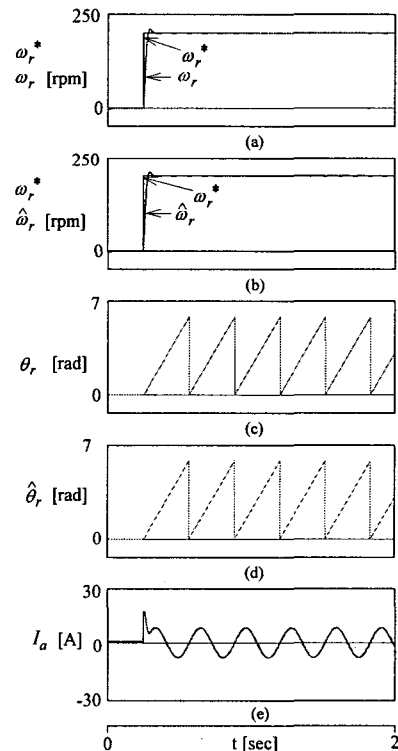 250
ω_r*
ω_r [rpm]
0
ω_r*
ω_r
(a)
250
ω_r*
ω̂_r [rpm]
0
ω_r*
ω̂_r
(b)
7
θ_r [rad]
0
(c)
7
θ̂_r [rad]
0
(d)
30
I_a [A]
0
-30
(e)
0
t [sec]
2